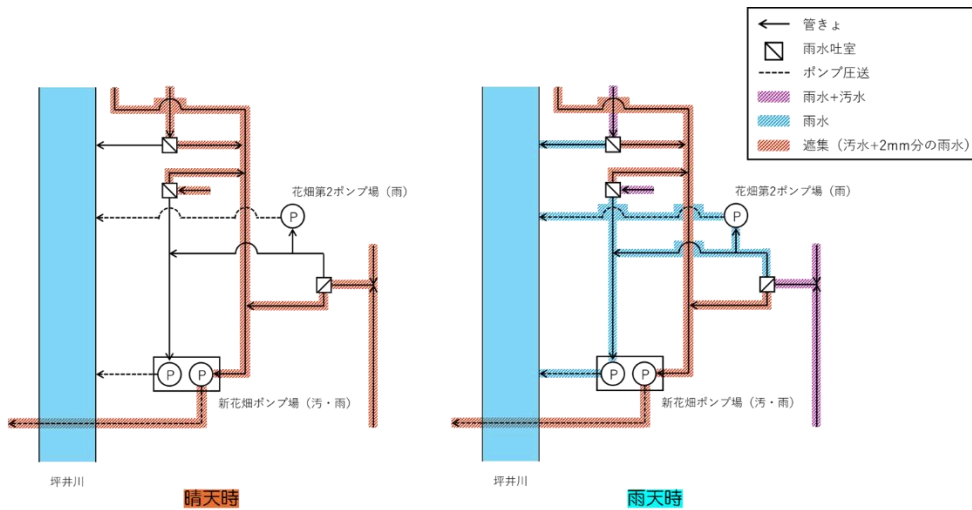 管きょ
雨水吐室
ポンプ圧送
雨水+汚水
雨水
遮集（汚水+2mm分の雨水）
花畑第2ポンプ場（雨）
P
P
P
新花畑ポンプ場（汚・雨）
坪井川
晴天時
花畑第2ポンプ場（雨）
P
P
P
新花畑ポンプ場（汚・雨）
坪井川
雨天時